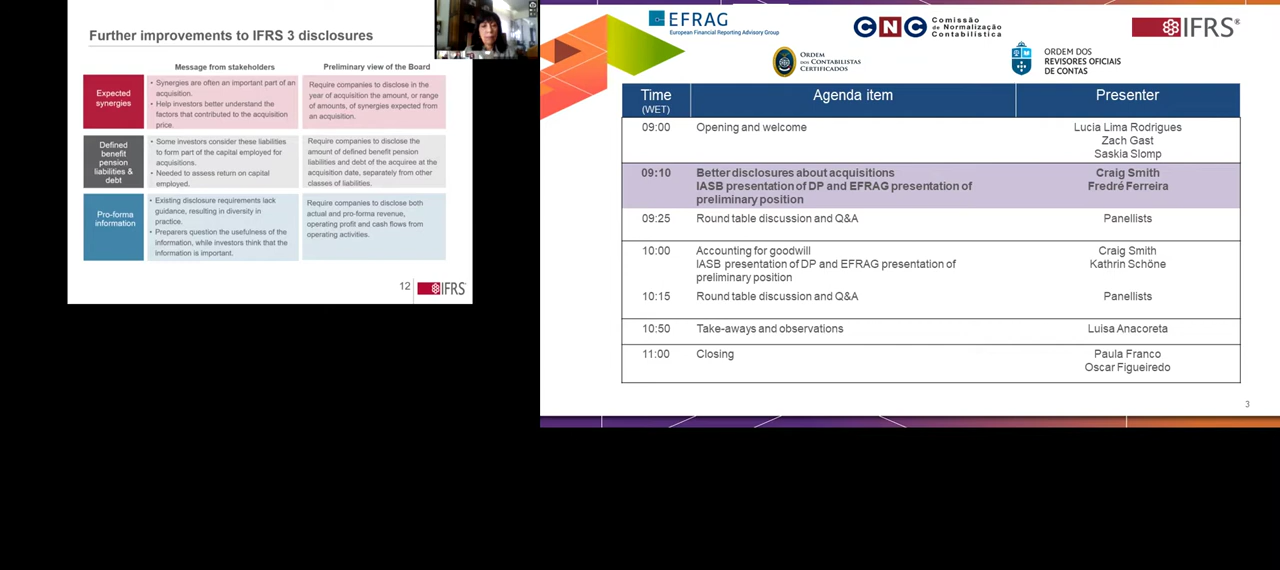 Further improvements to IFRS 3 disclosures
Message from stakeholders
Preliminary view of the Board
Expected
synergies
• Synergies are often an important part of an
acquisition.
• Help investors better understand the
factors that contributed to the acquisition
price.
Require companies to disclose in the
year of acquisition the amount, or range
of amounts, of synergies expected from
an acquisition.
Defined
benefit
pension
liabilities &
debt
• Some investors consider these liabilities
to form part of the capital employed for
acquisitions.
• Needed to assess return on capital
employed.
Require companies to disclose the
amount of defined benefit pension
liabilities and debt of the acquiree at the
acquisition date, separately from other
classes of liabilities.
Pro-forma
information
• Existing disclosure requirements lack
guidance, resulting in diversity in
practice.
• Preparers question the usefulness of the
information, while investors think that the
information is important.
Require companies to disclose both
actual and pro-forma revenue,
operating profit and cash flows from
operating activities.
12
IFRS®
EFRAG
European Financial Reporting Advisory Group
CNC
Comissão
de Normalização
Contabilística
IFRS®
ORDEM DOS
CONTABILISTAS
CERTIFICADOS
ORDEM DOS
REVISORES OFICIAIS
DE CONTAS
Time
(WET)
Agenda item
Presenter
09:00
Opening and welcome
Lucia Lima Rodrigues
Zach Gast
Saskia Slomp
09:10
Better disclosures about acquisitions
IASB presentation of DP and EFRAG presentation of
preliminary position
Craig Smith
Fredré Ferreira
09:25
Round table discussion and Q&A
Panellists
10:00
Accounting for goodwill
IASB presentation of DP and EFRAG presentation of
preliminary position
Craig Smith
Kathrin Schöne
10:15
Round table discussion and Q&A
Panellists
10:50
Take-aways and observations
Luisa Anacoreta
11:00
Closing
Paula Franco
Oscar Figueiredo
3